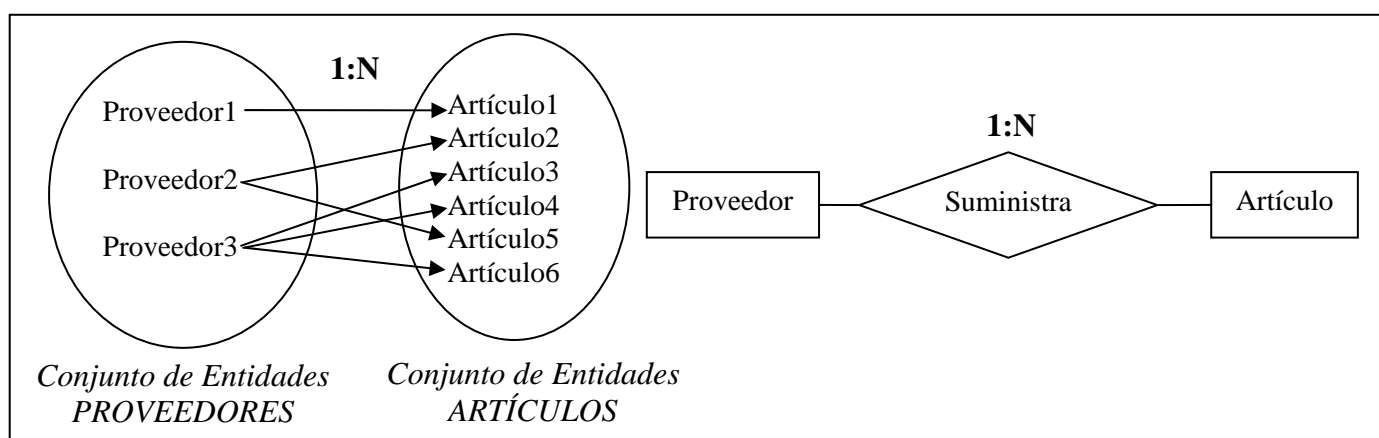 1:N
Proveedor1
Proveedor2
Proveedor3
Artículo1
Artículo2
Artículo3
Artículo4
Artículo5
Artículo6
Conjunto de Entidades
PROVEEDORES
Conjunto de Entidades
ARTÍCULOS
1:N
Proveedor
Suministra
Artículo